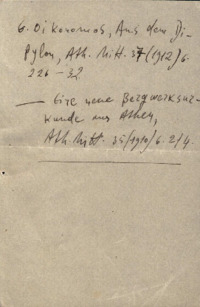 G. Oikonomos, Aus dem Di-
pylon, Ath. Mitt. 37 (1912) S.
226 - 32
— Eine neue Bergwerksur-
kunde aus Athen,
Ath. Mitt. 35 (1910) S. 274.